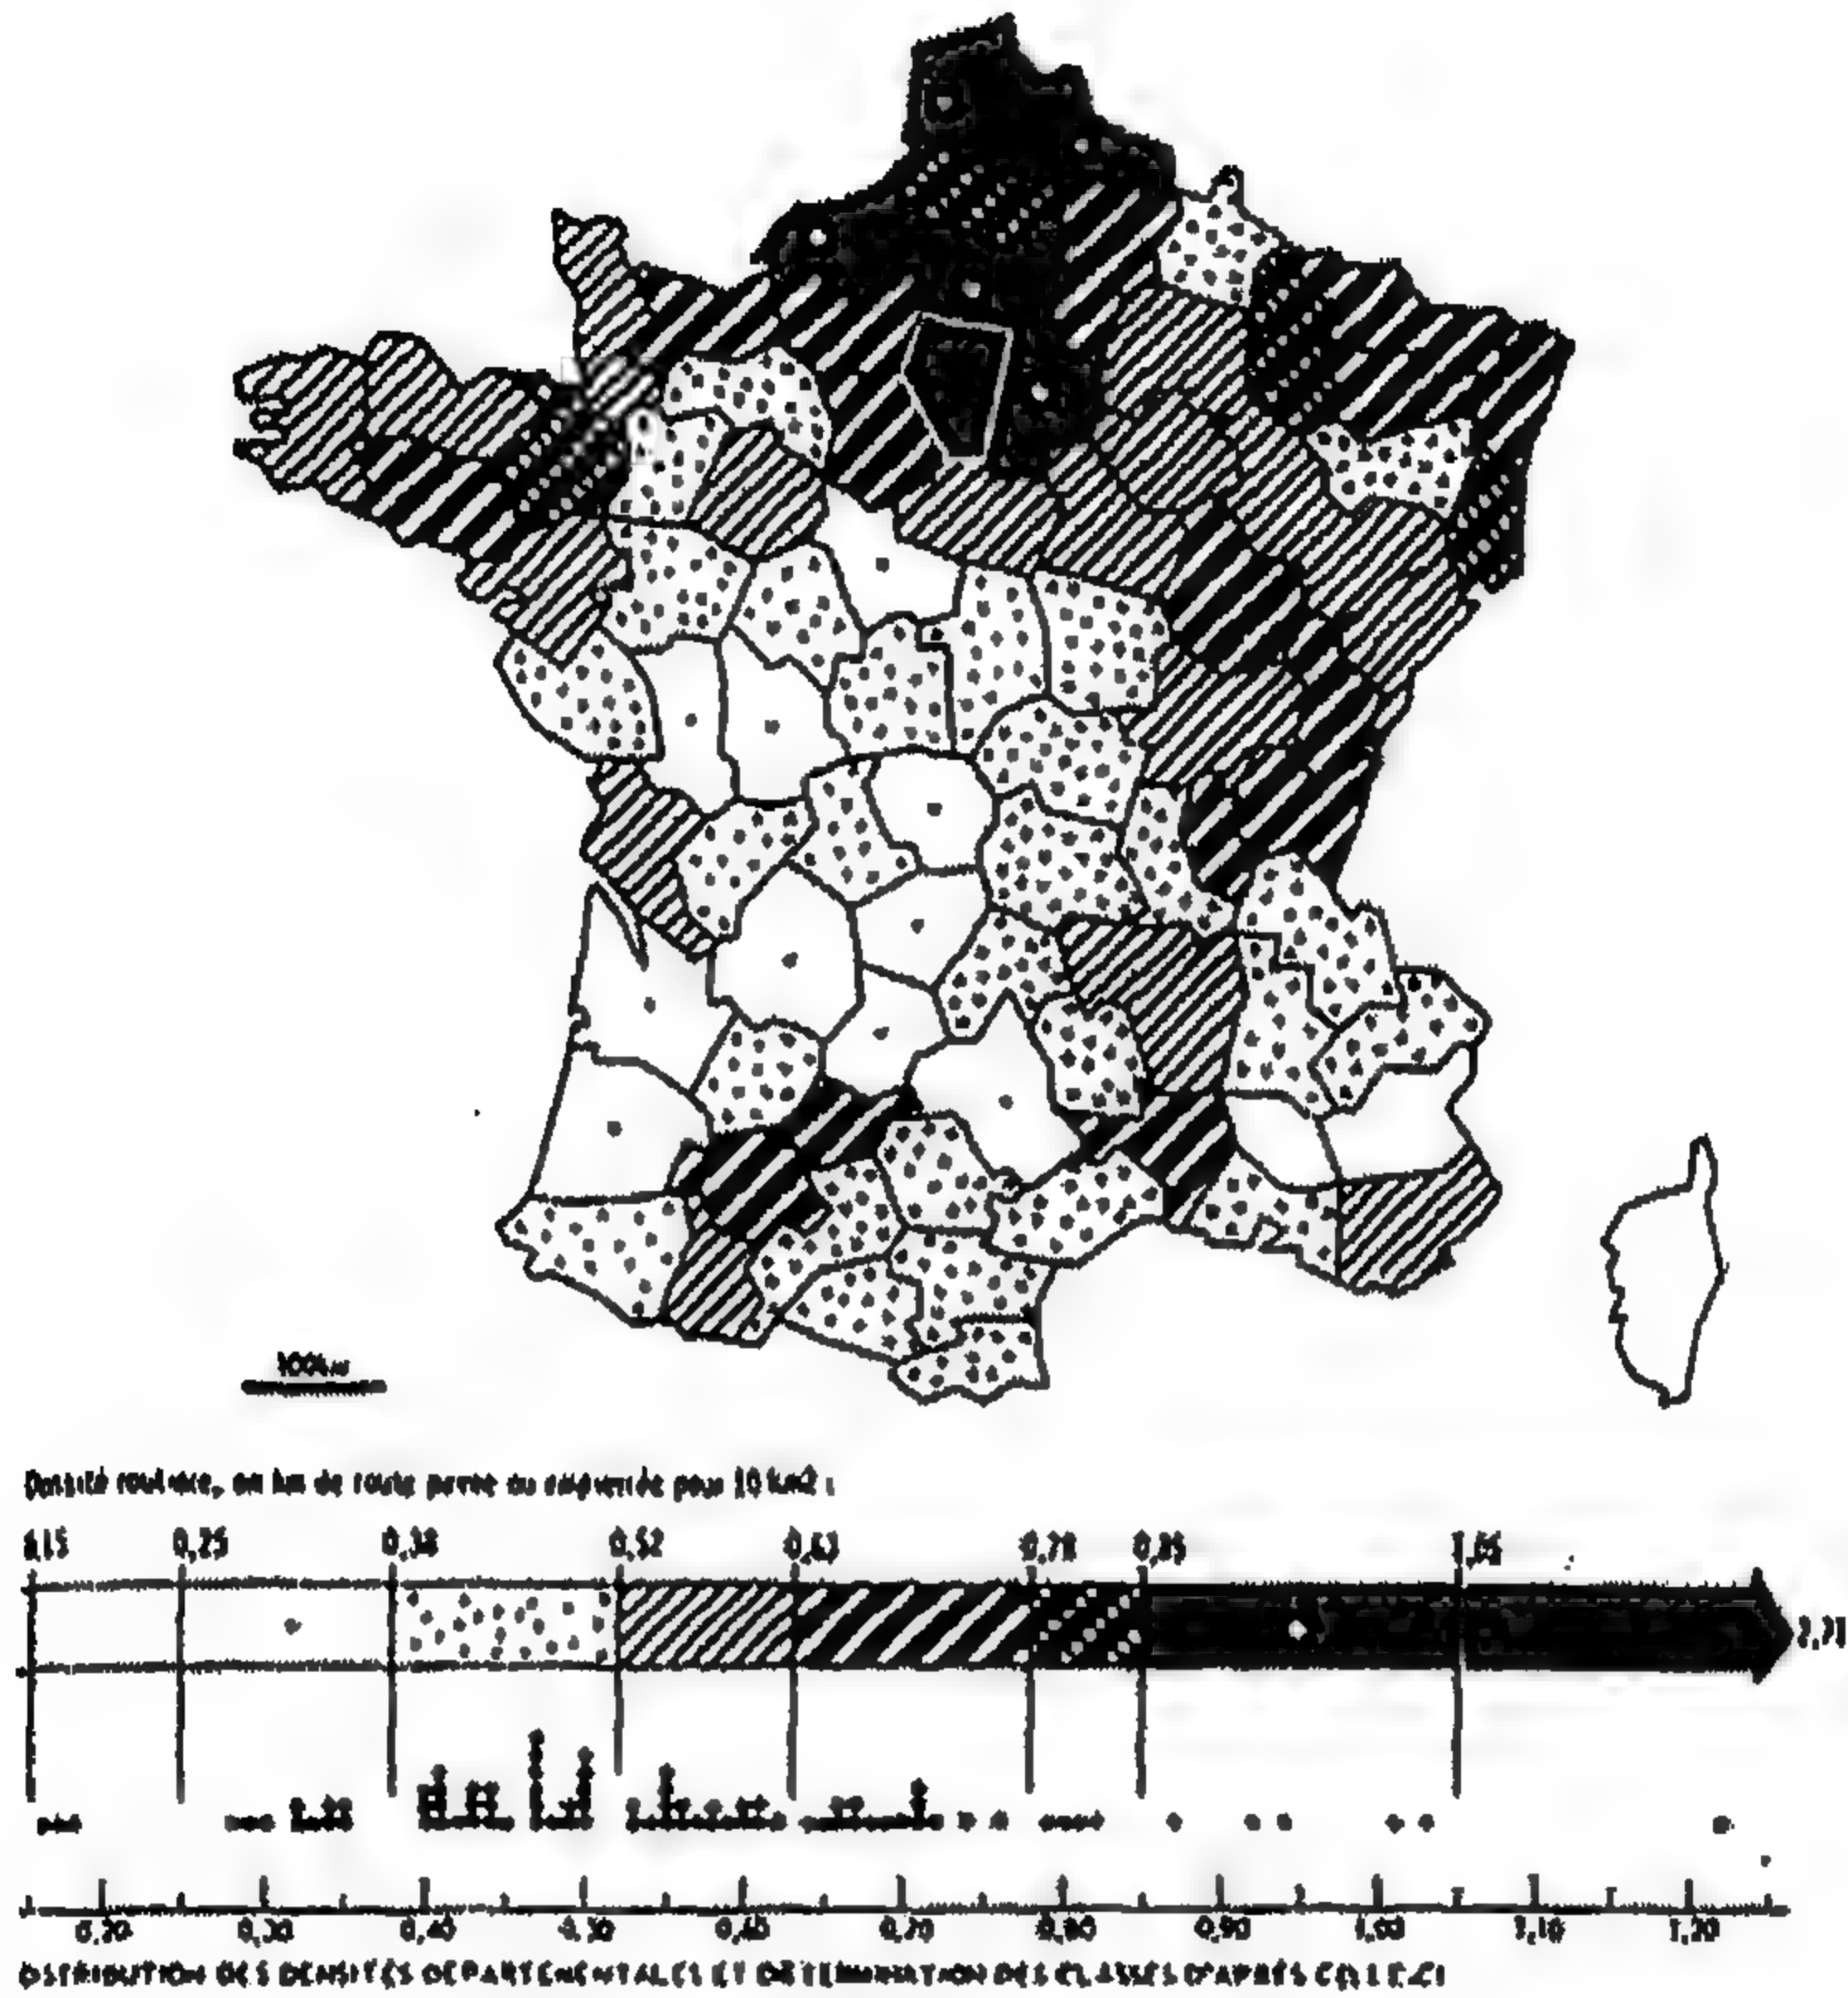 100km
Densité routière, en km de route pavée ou empierrée pour 10 km2 :
0,15 0,25 0,38 0,52 0,63 0,78 0,85 1,05
0,20 0,30 0,40 0,50 0,60 0,70 0,80 0,90 1,00 1,10 1,20
DISTRIBUTION DES DENSITÉS DÉPARTEMENTALES ET DÉTERMINATION DES CLASSES D'APRÈS CELLE-CI